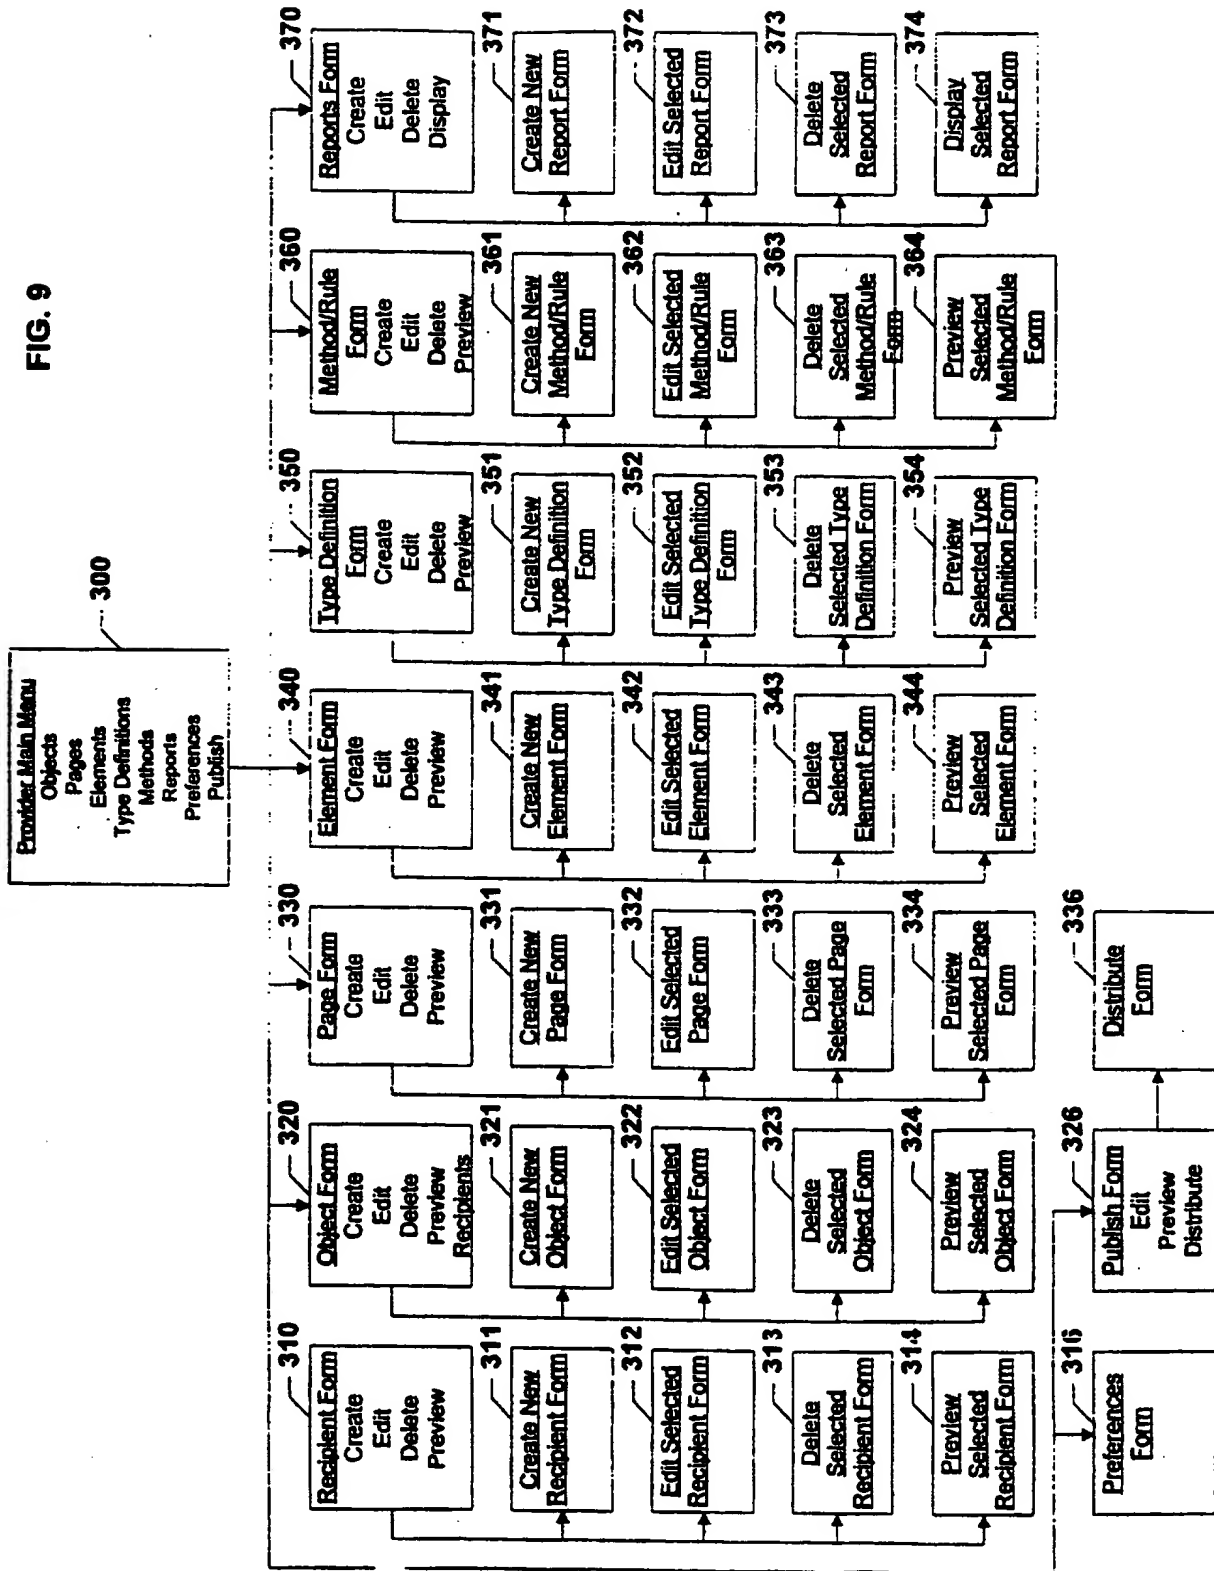 FIG. 9
300
Provider Main Menu
Objects
Pages
Elements
Type Definitions
Methods
Reports
Preferences
Publish
310
Recipient Form
Create
Edit
Delete
Preview
320
Object Form
Create
Edit
Delete
Preview
Recipients
330
Page Form
Create
Edit
Delete
Preview
340
Element Form
Create
Edit
Delete
Preview
350
Type Definition
Form
Create
Edit
Delete
Preview
360
Method/Rule
Form
Create
Edit
Delete
Preview
370
Reports Form
Create
Edit
Delete
Display
311
Create New
Recipient Form
321
Create New
Object Form
331
Create New
Page Form
341
Create New
Element Form
351
Create New
Type Definition
Form
361
Create New
Method/Rule
Form
371
Create New
Report Form
312
Edit Selected
Recipient Form
322
Edit Selected
Object Form
332
Edit Selected
Page Form
342
Edit Selected
Element Form
352
Edit Selected
Type Definition
Form
362
Edit Selected
Method/Rule
Form
372
Edit Selected
Report Form
313
Delete
Selected
Recipient Form
323
Delete
Selected
Object Form
333
Delete
Selected Page
Form
343
Delete
Selected
Element Form
353
Delete
Selected Type
Definition Form
363
Delete
Selected
Method/Rule
Form
373
Delete
Selected
Report Form
314
Preview
Selected
Recipient Form
324
Preview
Selected
Object Form
334
Preview
Selected Page
Form
344
Preview
Selected
Element Form
354
Preview
Selected Type
Definition Form
364
Preview
Selected
Method/Rule
Form
374
Display
Selected
Report Form
316
Preferences
Form
326
Publish Form
Edit
Preview
Distribute
336
Distribute
Form